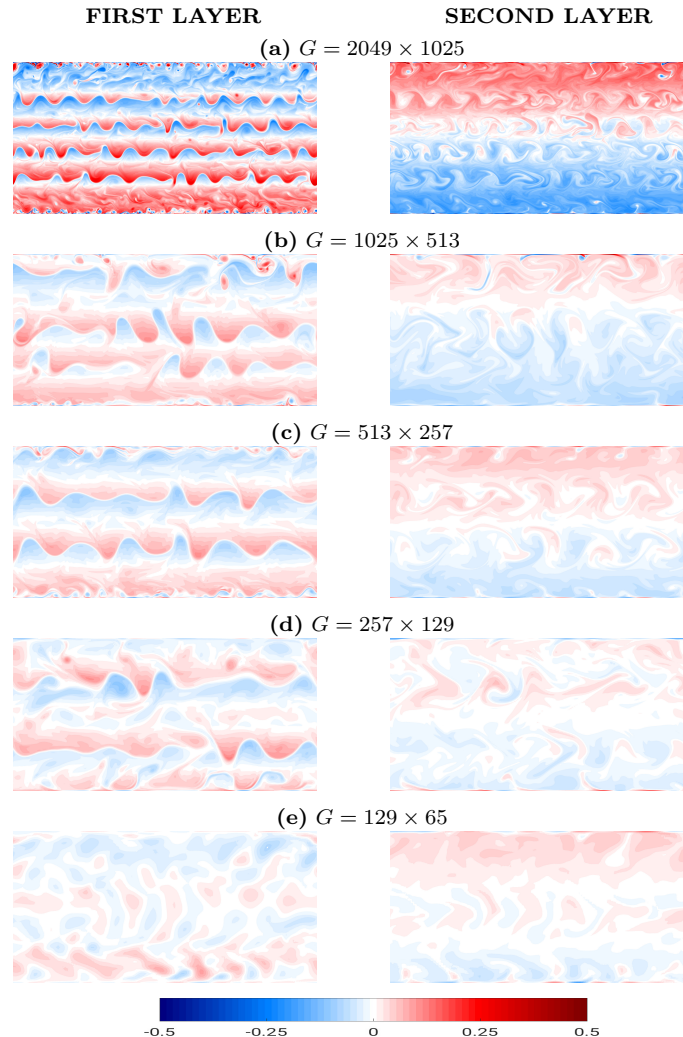 FIRST LAYER SECOND LAYER
(a) G = 2049 × 1025
(b) G = 1025 × 513
(c) G = 513 × 257
(d) G = 257 × 129
(e) G = 129 × 65
-0.5 -0.25 0 0.25 0.5